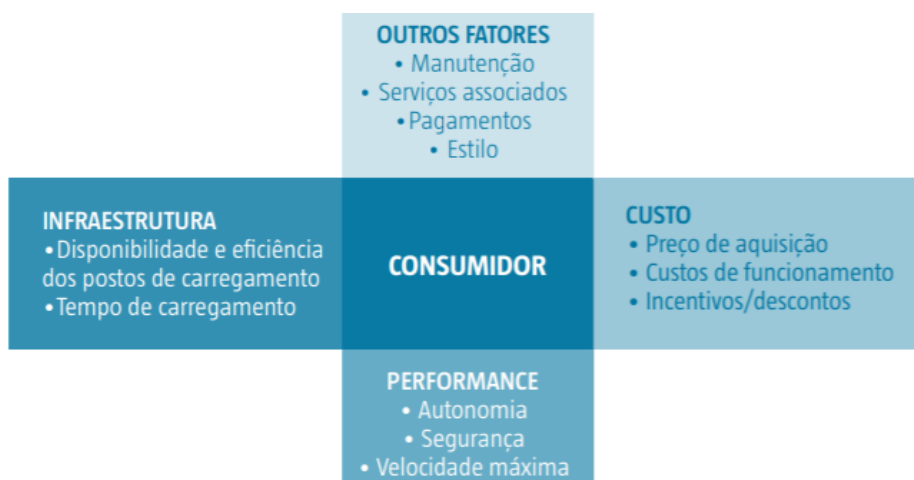 OUTROS FATORES
• Manutenção
• Serviços associados
•Pagamentos
• Estilo
INFRAESTRUTURA
•Disponibilidade e eficiência
dos postos de carregamento
•Tempo de carregamento
CONSUMIDOR
CUSTO
• Preço de aquisição
• Custos de funcionamento
• Incentivos/descontos
PERFORMANCE
• Autonomia
• Segurança
• Velocidade máxima